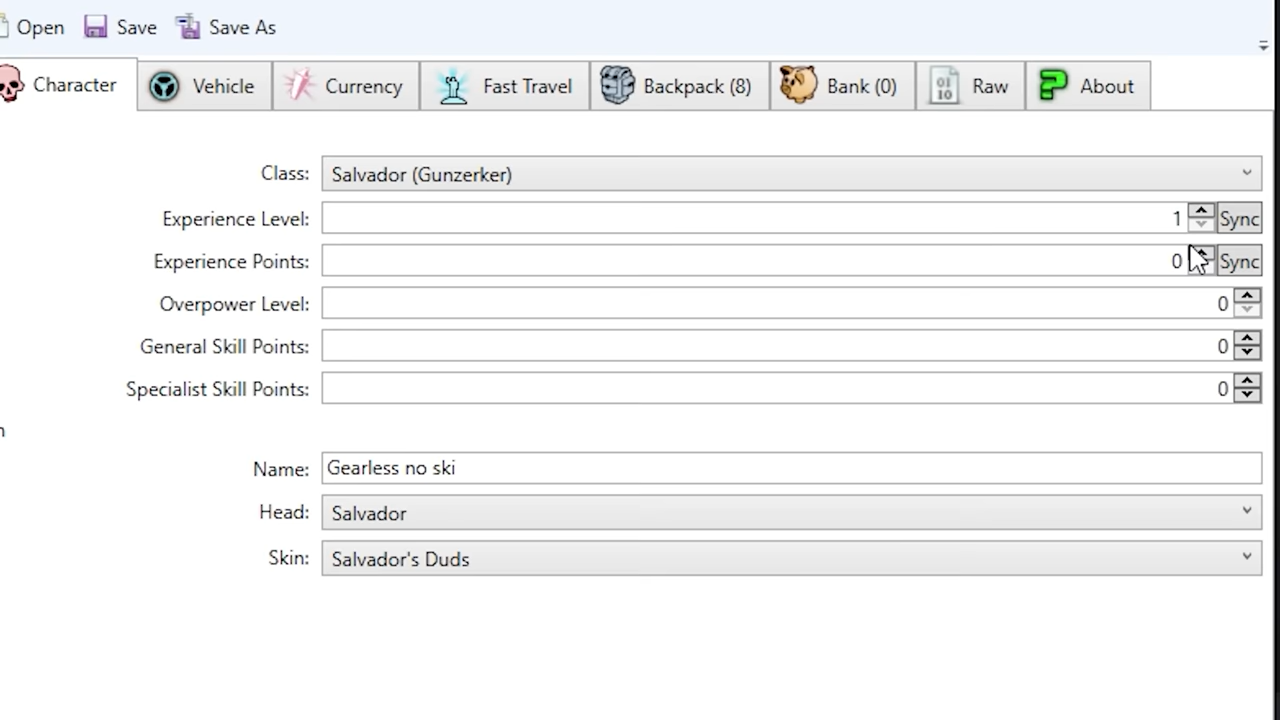 Open Save Save As
Character Vehicle Currency Fast Travel Backpack (8) Bank (0) Raw About
Class: Salvador (Gunzerker)
Experience Level: 1 Sync
Experience Points: 0 Sync
Overpower Level: 0
General Skill Points: 0
Specialist Skill Points: 0
n
Name: Gearless no ski
Head: Salvador
Skin: Salvador's Duds